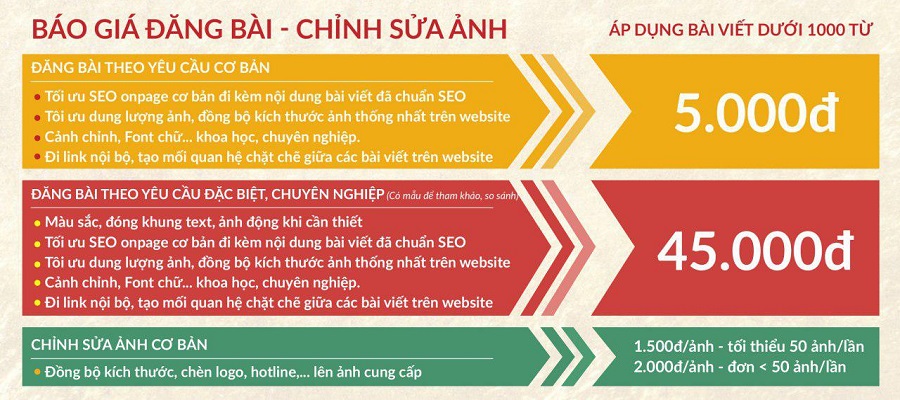 BÁO GIÁ ĐĂNG BÀI - CHỈNH SỬA ẢNH
ÁP DỤNG BÀI VIẾT DƯỚI 1000 TỪ
ĐĂNG BÀI THEO YÊU CẦU CƠ BẢN
• Tối ưu SEO onpage cơ bản đi kèm nội dung bài viết đã chuẩn SEO
• Tối ưu dung lượng ảnh, đồng bộ kích thước ảnh thống nhất trên website
• Cảnh chỉnh, Font chữ... khoa học, chuyên nghiệp.
• Đi link nội bộ, tạo mối quan hệ chặt chẽ giữa các bài viết trên website
5.000đ
ĐĂNG BÀI THEO YÊU CẦU ĐẶC BIỆT, CHUYÊN NGHIỆP (Có mẫu để tham khảo, so sánh)
• Màu sắc, đóng khung text, ảnh động khi cần thiết
• Tối ưu SEO onpage cơ bản đi kèm nội dung bài viết đã chuẩn SEO
• Tối ưu dung lượng ảnh, đồng bộ kích thước ảnh thống nhất trên website
• Cảnh chỉnh, Font chữ... khoa học, chuyên nghiệp.
• Đi link nội bộ, tạo mối quan hệ chặt chẽ giữa các bài viết trên website
45.000đ
CHỈNH SỬA ẢNH CƠ BẢN
• Đồng bộ kích thước, chèn logo, hotline,... lên ảnh cung cấp
1.500đ/ảnh - tối thiểu 50 ảnh/lần
2.000đ/ảnh - đơn < 50 ảnh/lần